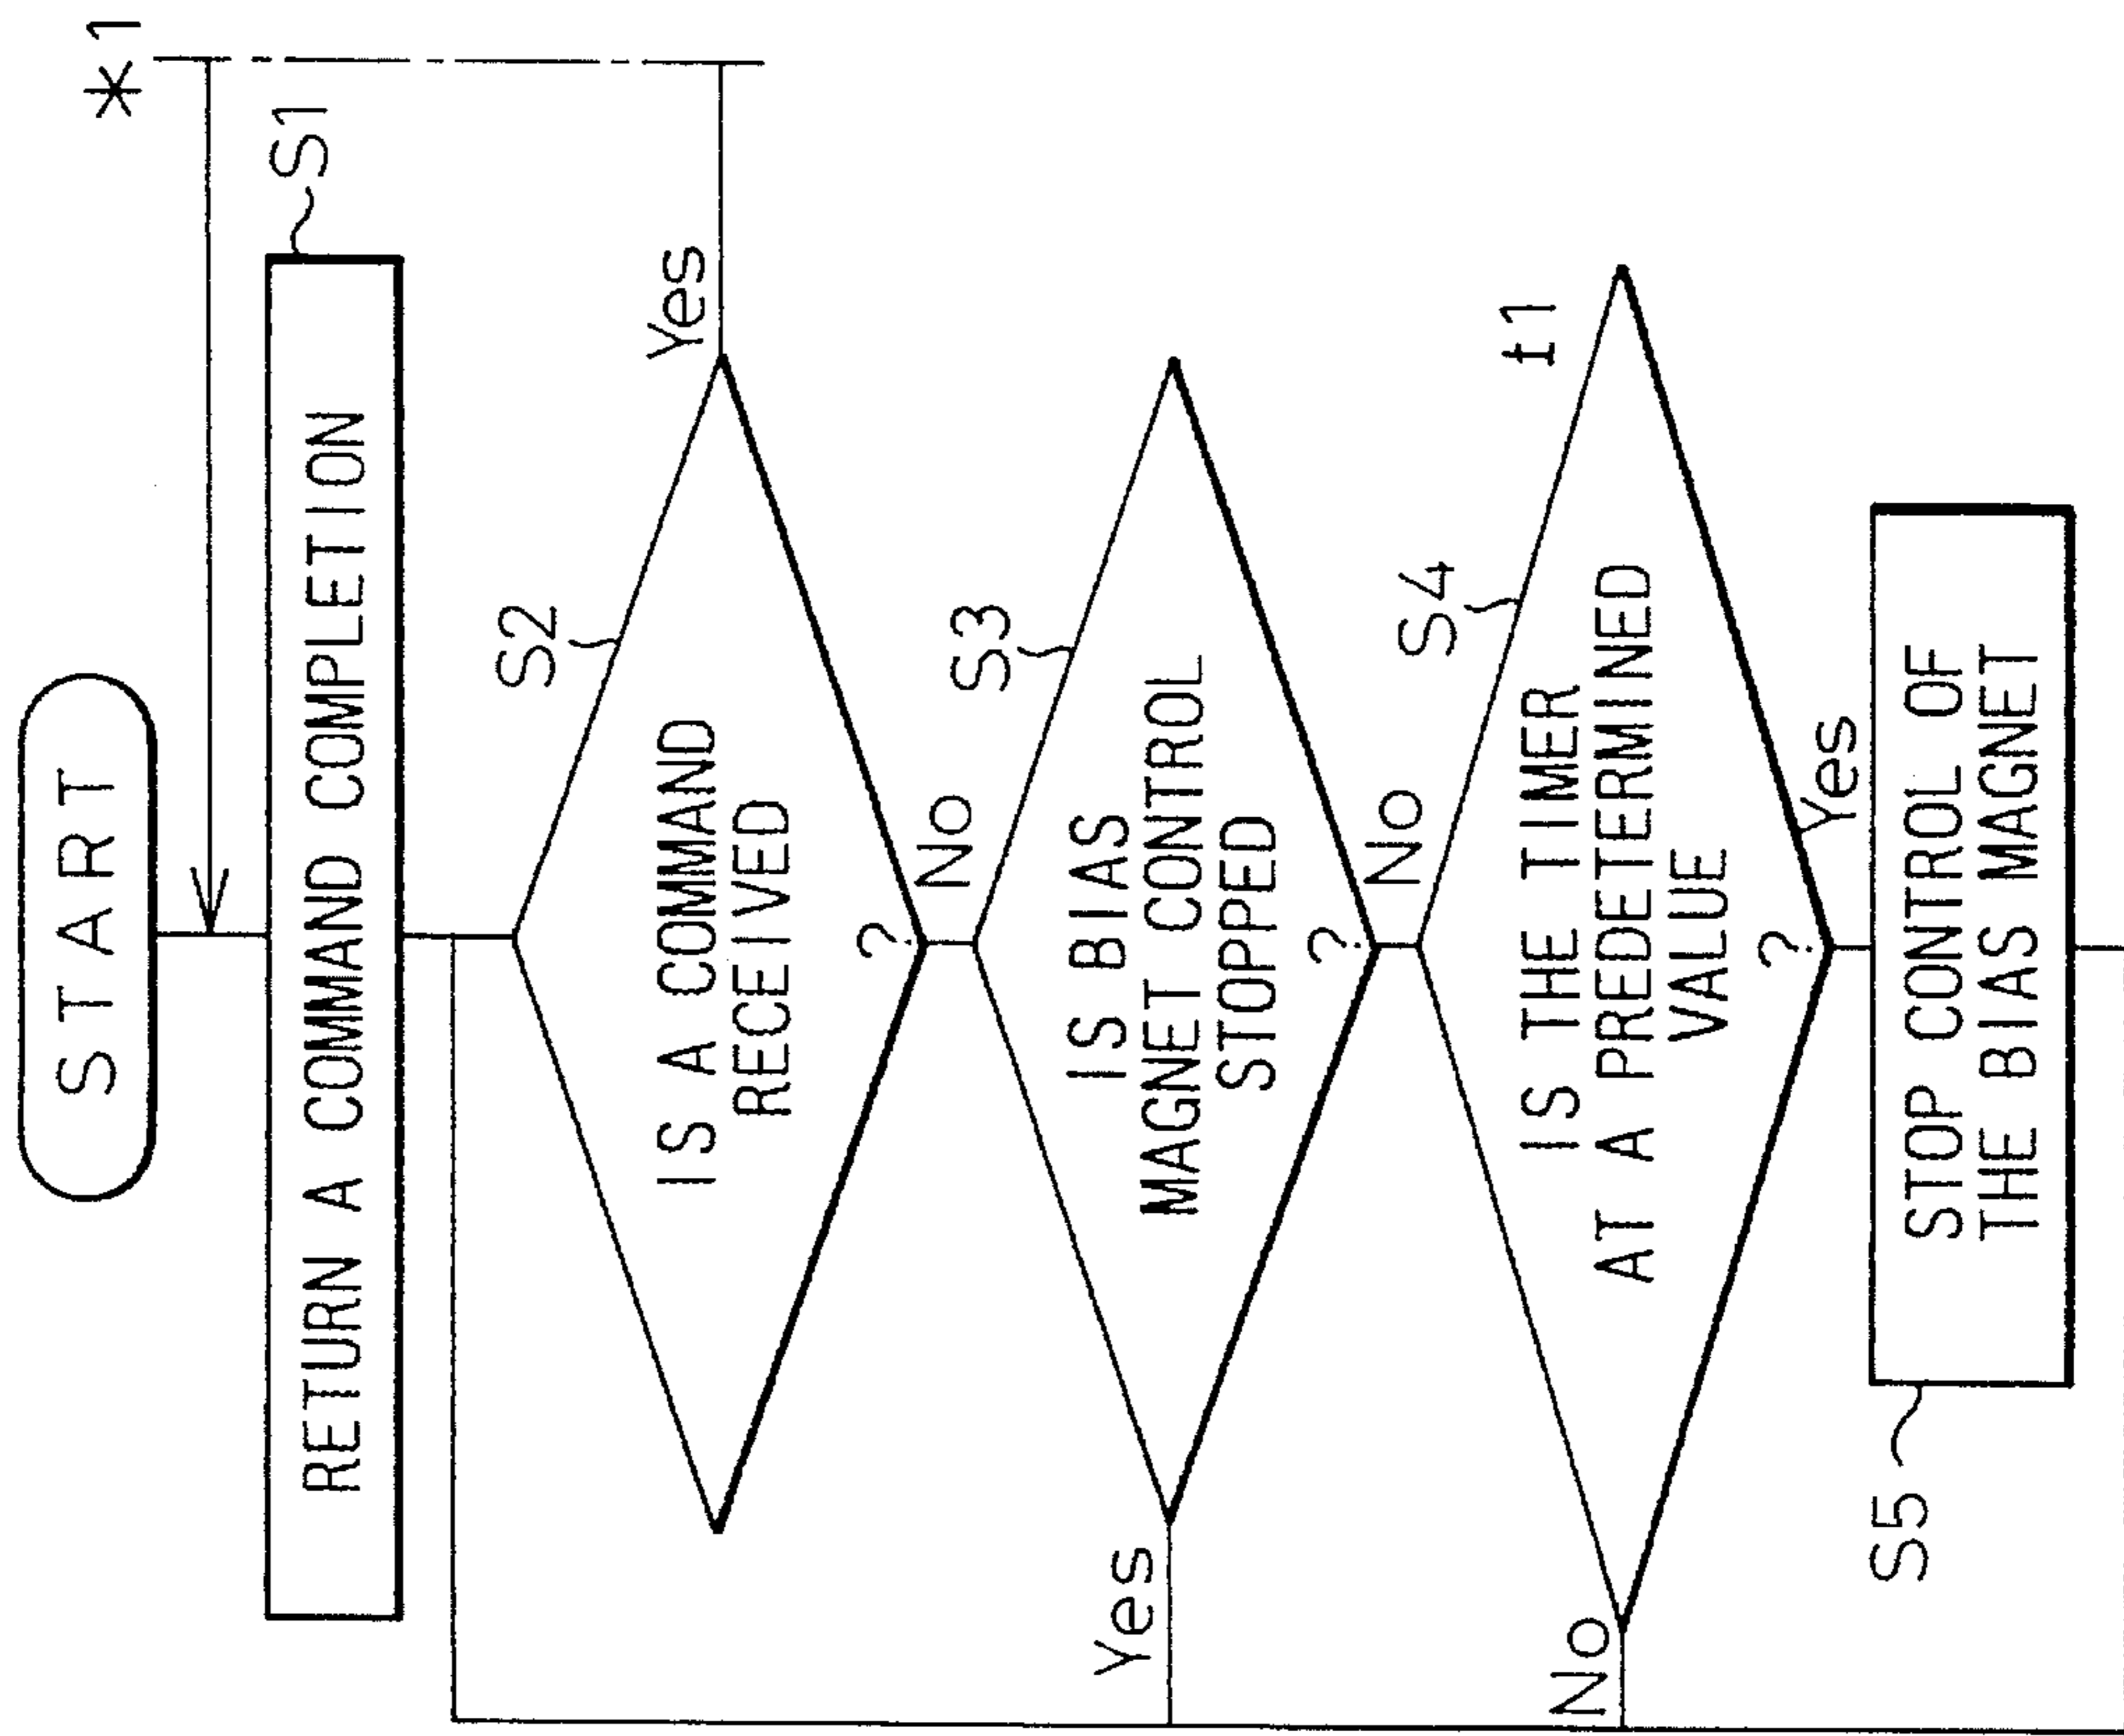 START
*1
RETURN A COMMAND COMPLETION
S1
S2
IS A COMMAND
RECEIVED
?
Yes
No
S3
IS BIAS
MAGNET CONTROL
STOPPED
?
Yes
No
S4
t1
IS THE TIMER
AT A PREDETERMINED
VALUE
?
No
Yes
S5
STOP CONTROL OF
THE BIAS MAGNET